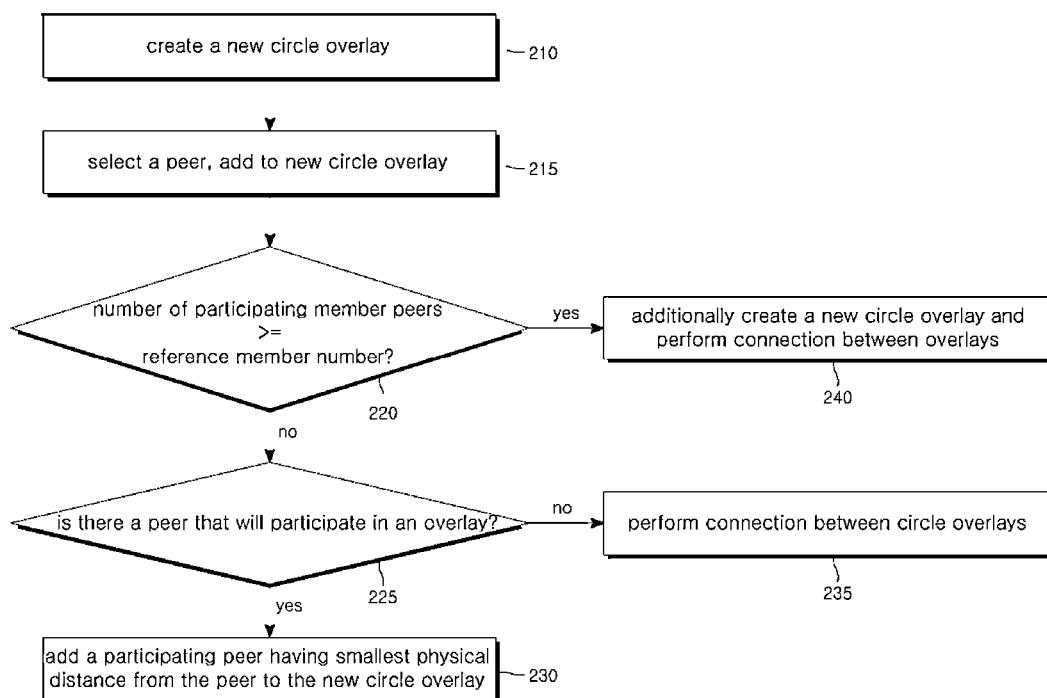 create a new circle overlay
210
select a peer, add to new circle overlay
215
number of participating member peers
>=
reference member number?
220
yes
additionally create a new circle overlay and
perform connection between overlays
240
no
is there a peer that will participate in an overlay?
225
no
perform connection between circle overlays
235
yes
add a participating peer having smallest physical
distance from the peer to the new circle overlay
230